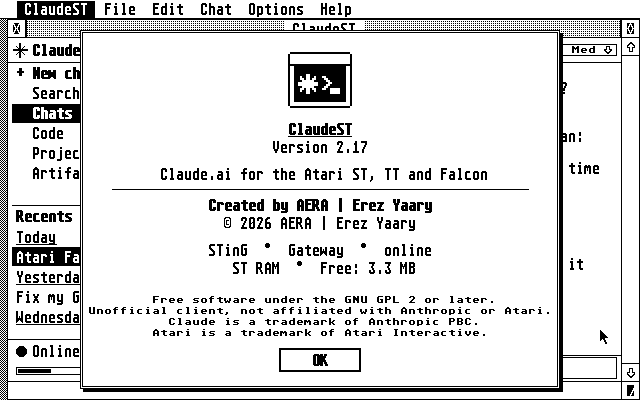 ClaudeST File Edit Chat Options Help
ClaudeST
Claude
Med
+ New ch
Search
?
Chats
Code
an:
Projec
time
Artifa
ClaudeST
Version 2.17
Claude.ai for the Atari ST, TT and Falcon
Created by AERA | Erez Yaary
© 2026 AERA | Erez Yaary
STinG • Gateway • online
ST RAM • Free: 3.3 MB
Free software under the GNU GPL 2 or later.
Unofficial client, not affiliated with Anthropic or Atari.
Claude is a trademark of Anthropic PBC.
Atari is a trademark of Atari Interactive.
OK
Recents
Today
Atari Fa
it
Yesterda
Fix my G
Wednesda
Online